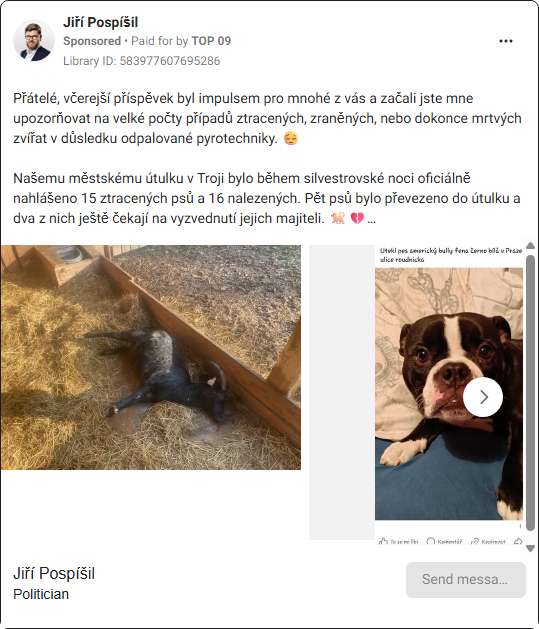 Jiří Pospíšil
Sponsored • Paid for by TOP 09
Library ID: 583977607695286
Přátelé, včerejší příspěvek byl impulsem pro mnohé z vás a začali jste mne
upozorňovat na velké počty případů ztracených, zraněných, nebo dokonce mrtvých
zvířat v důsledku odpalované pyrotechniky. 😔
Našemu městskému útulku v Troji bylo během silvestrovské noci oficiálně
nahlášeno 15 ztracených psů a 16 nalezených. Pět psů bylo převezeno do útulku a
dva z nich ještě čekají na vyzvednutí jejich majiteli. 🐕💔...
Utekl pes americký bully fena černo bílá v Praze
ulice roudnicka
To se mi líbí Komentář Sdílet
Jiří Pospíšil
Politician
Send messa...